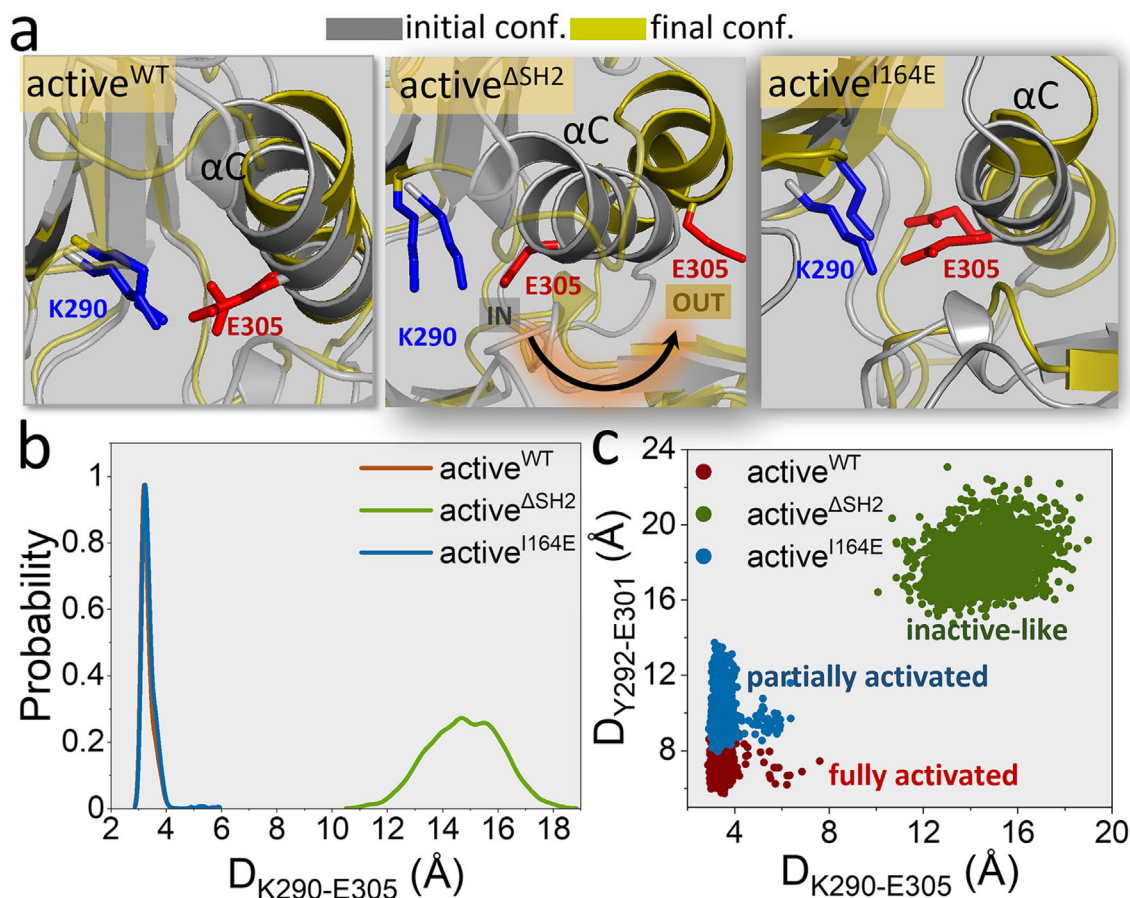 a
initial conf. final conf.
active^WT
αC
K290
E305
active^ΔSH2
αC
E305
E305
K290
IN
OUT
active^I164E
αC
K290
E305
b
active^WT
active^ΔSH2
active^I164E
Probability
1
0.8
0.6
0.4
0.2
0
2 4 6 8 10 12 14 16 18
D_K290-E305 (Å)
c
active^WT
active^ΔSH2
active^I164E
D_Y292-E301 (Å)
24
20
16
12
8
inactive-like
partially activated
fully activated
4 8 12 16 20
D_K290-E305 (Å)